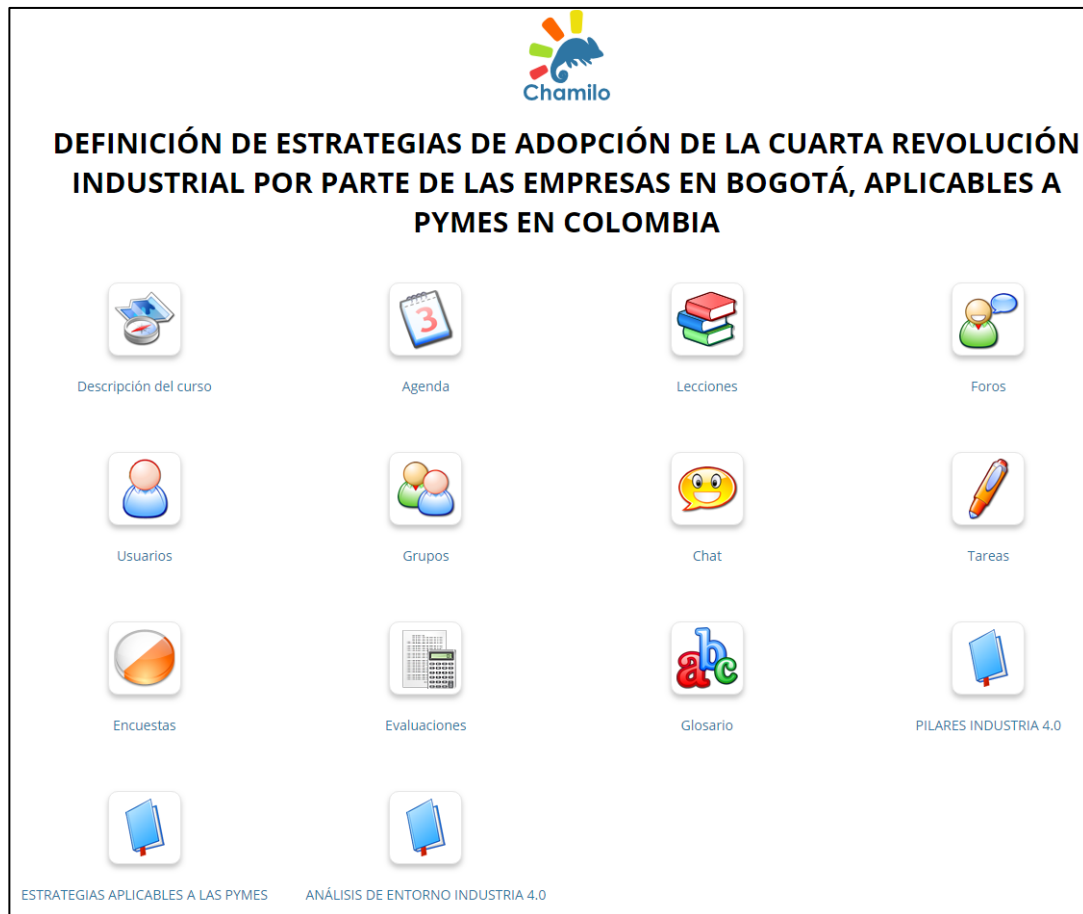 Chamilo
DEFINICIÓN DE ESTRATEGIAS DE ADOPCIÓN DE LA CUARTA REVOLUCIÓN
INDUSTRIAL POR PARTE DE LAS EMPRESAS EN BOGOTÁ, APLICABLES A
PYMES EN COLOMBIA
3
Descripción del curso
Agenda
Lecciones
Foros
Usuarios
Grupos
Chat
Tareas
abc
Encuestas
Evaluaciones
Glosario
PILARES INDUSTRIA 4.0
ESTRATEGIAS APLICABLES A LAS PYMES
ANÁLISIS DE ENTORNO INDUSTRIA 4.0